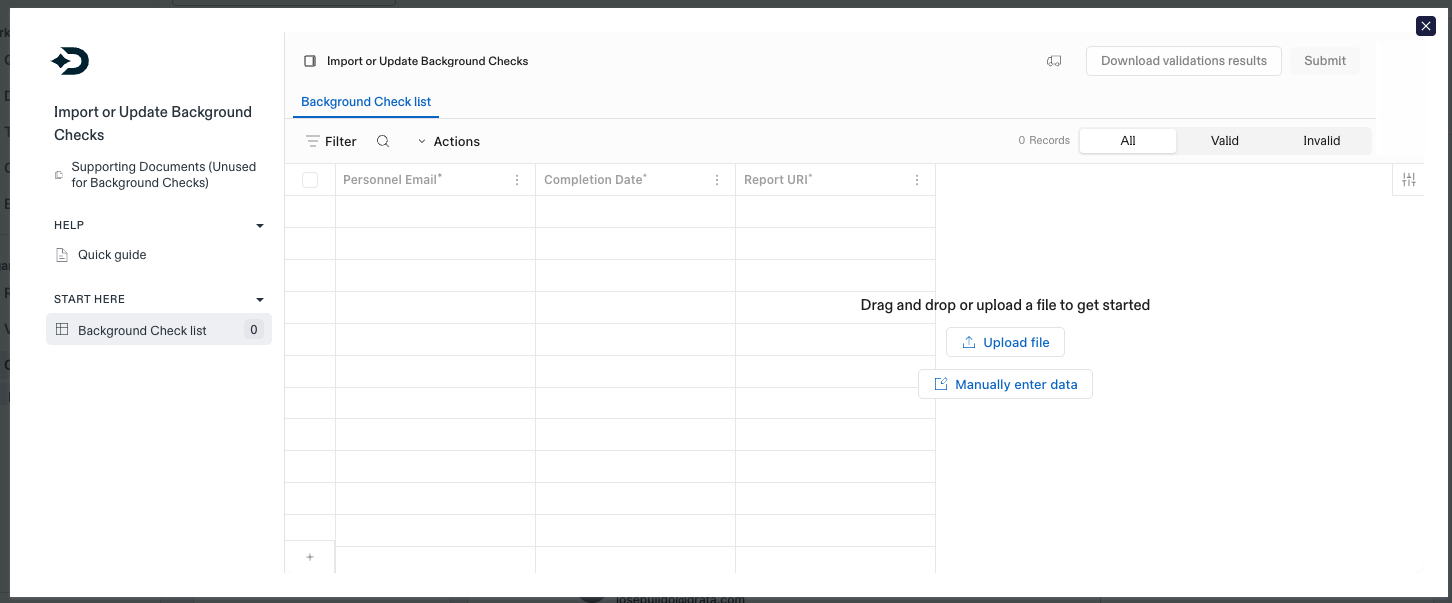 Import or Update Background
Checks
Supporting Documents (Unused
for Background Checks)
HELP
Quick guide
START HERE
Background Check list 0
Import or Update Background Checks
Download validations results
Submit
Background Check list
Filter
Actions
0 Records
All
Valid
Invalid
Personnel Email*
Completion Date*
Report URI*
Drag and drop or upload a file to get started
Upload file
Manually enter data
+